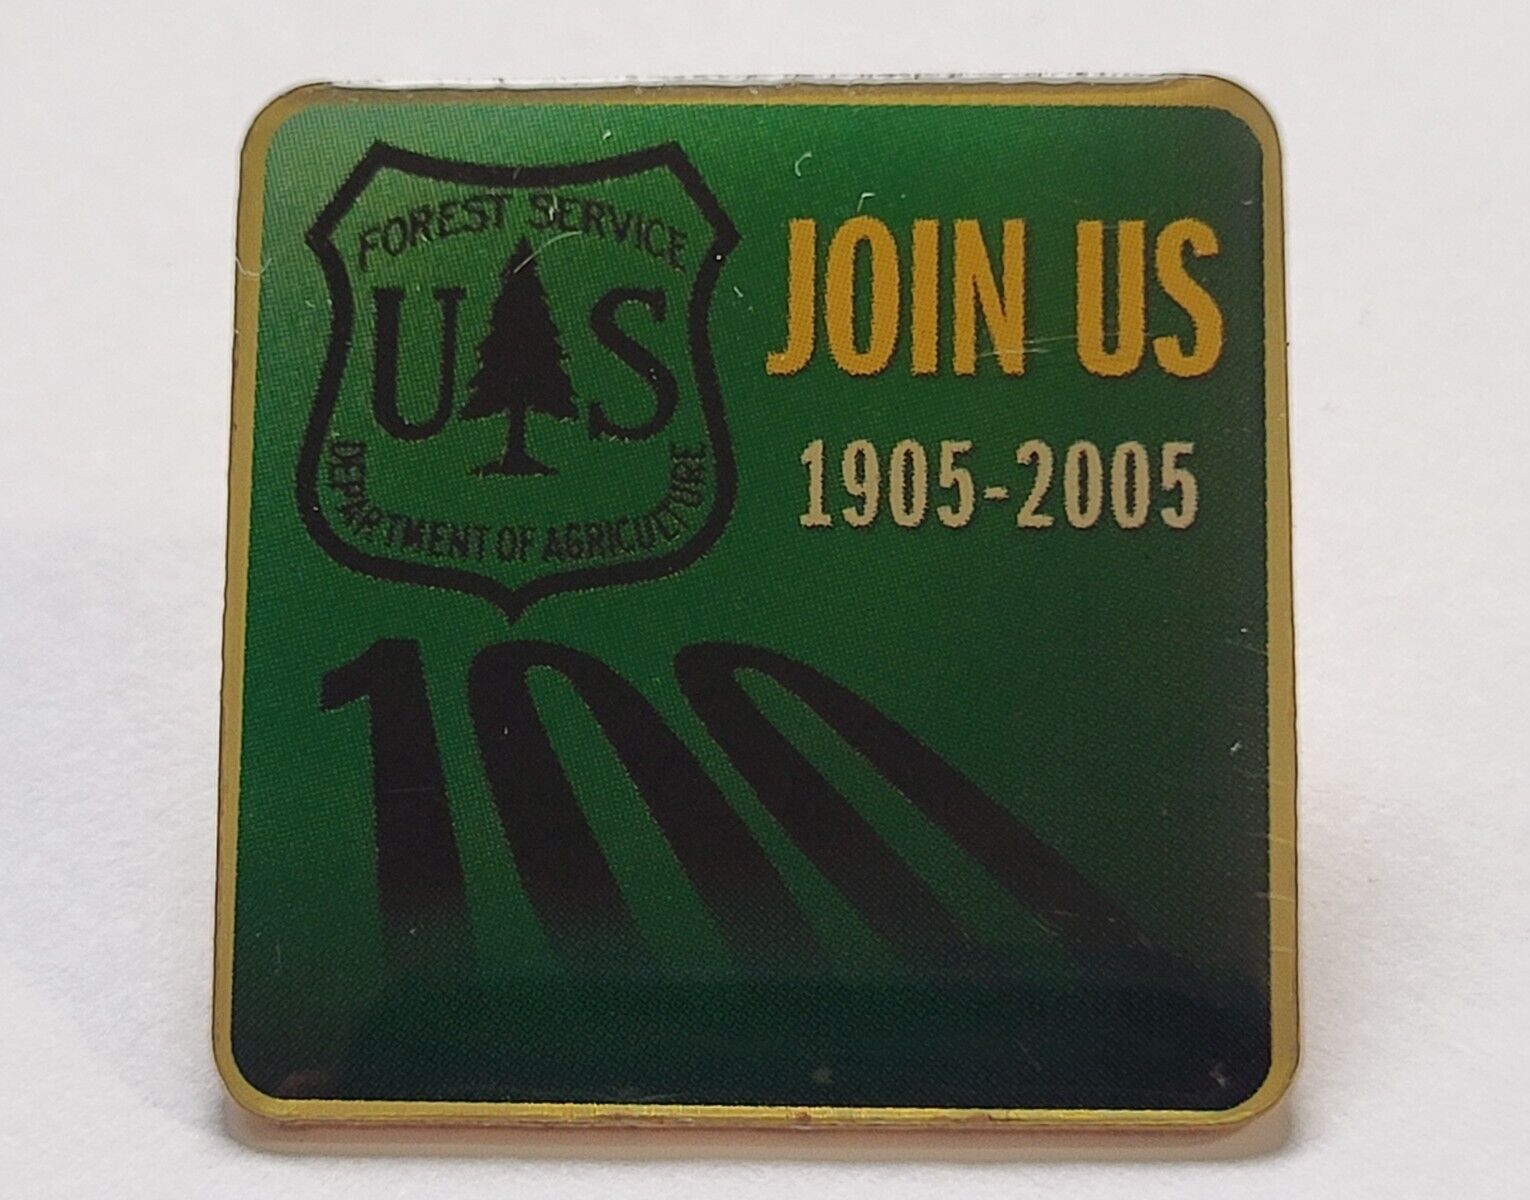 FOREST SERVICE
U S
DEPARTMENT OF AGRICULTURE
JOIN US
1905-2005
100